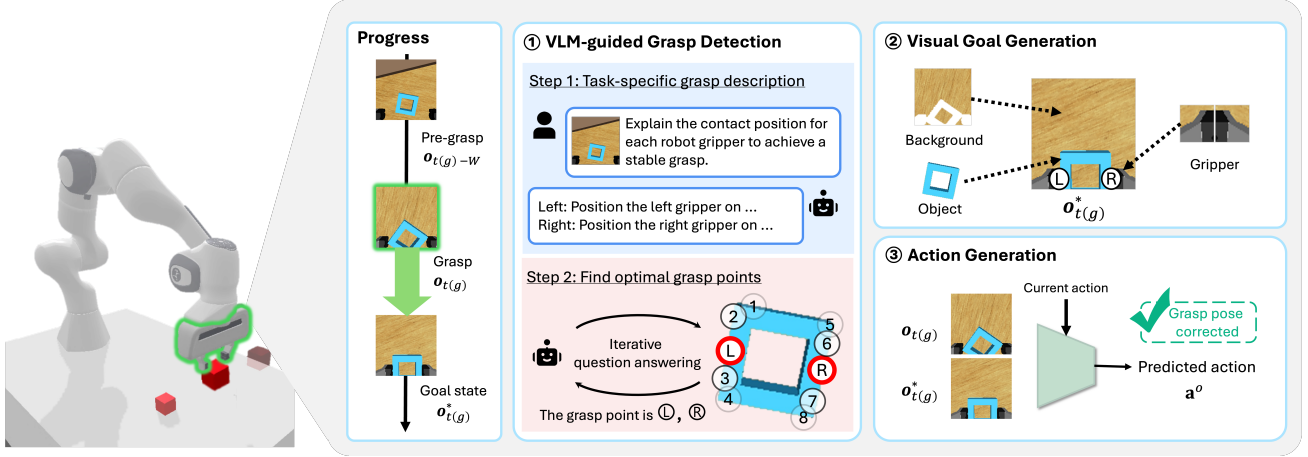 Progress
Pre-grasp
o_{t(g)-W}
Grasp
o_{t(g)}
Goal state
o^*_{t(g)}
① VLM-guided Grasp Detection
Step 1: Task-specific grasp description
Explain the contact position for
each robot gripper to achieve a
stable grasp.
Left: Position the left gripper on ...
Right: Position the right gripper on ...
Step 2: Find optimal grasp points
Iterative
question answering
The grasp point is Ⓛ, Ⓡ
1
2
5
6
L
R
3
4
7
8
② Visual Goal Generation
Background
Object
L
R
o^*_{t(g)}
Gripper
③ Action Generation
Current action
o_{t(g)}
o^*_{t(g)}
Grasp pose
corrected
Predicted action
a^o